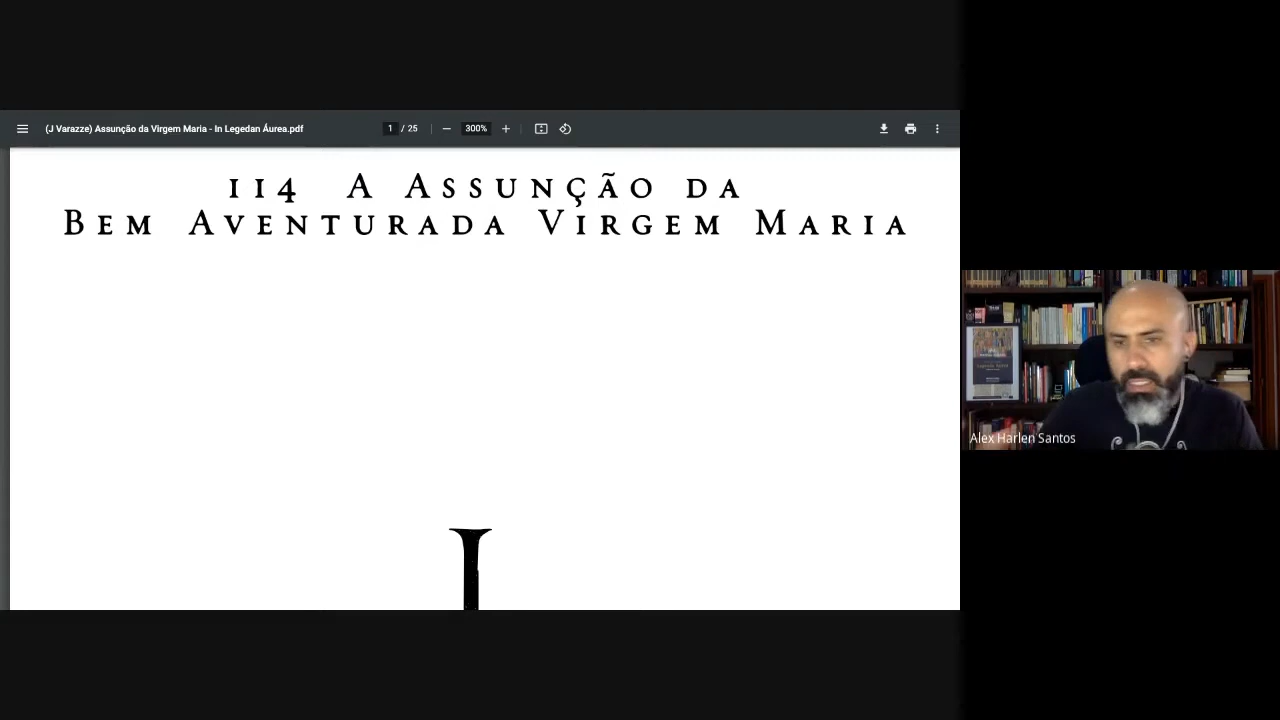 (J Varazze) Assunção da Virgem Maria - In Legedan Áurea.pdf
1 / 25
300%
114 A Assunção da
Bem Aventurada Virgem Maria
I
Alex Harlen Santos